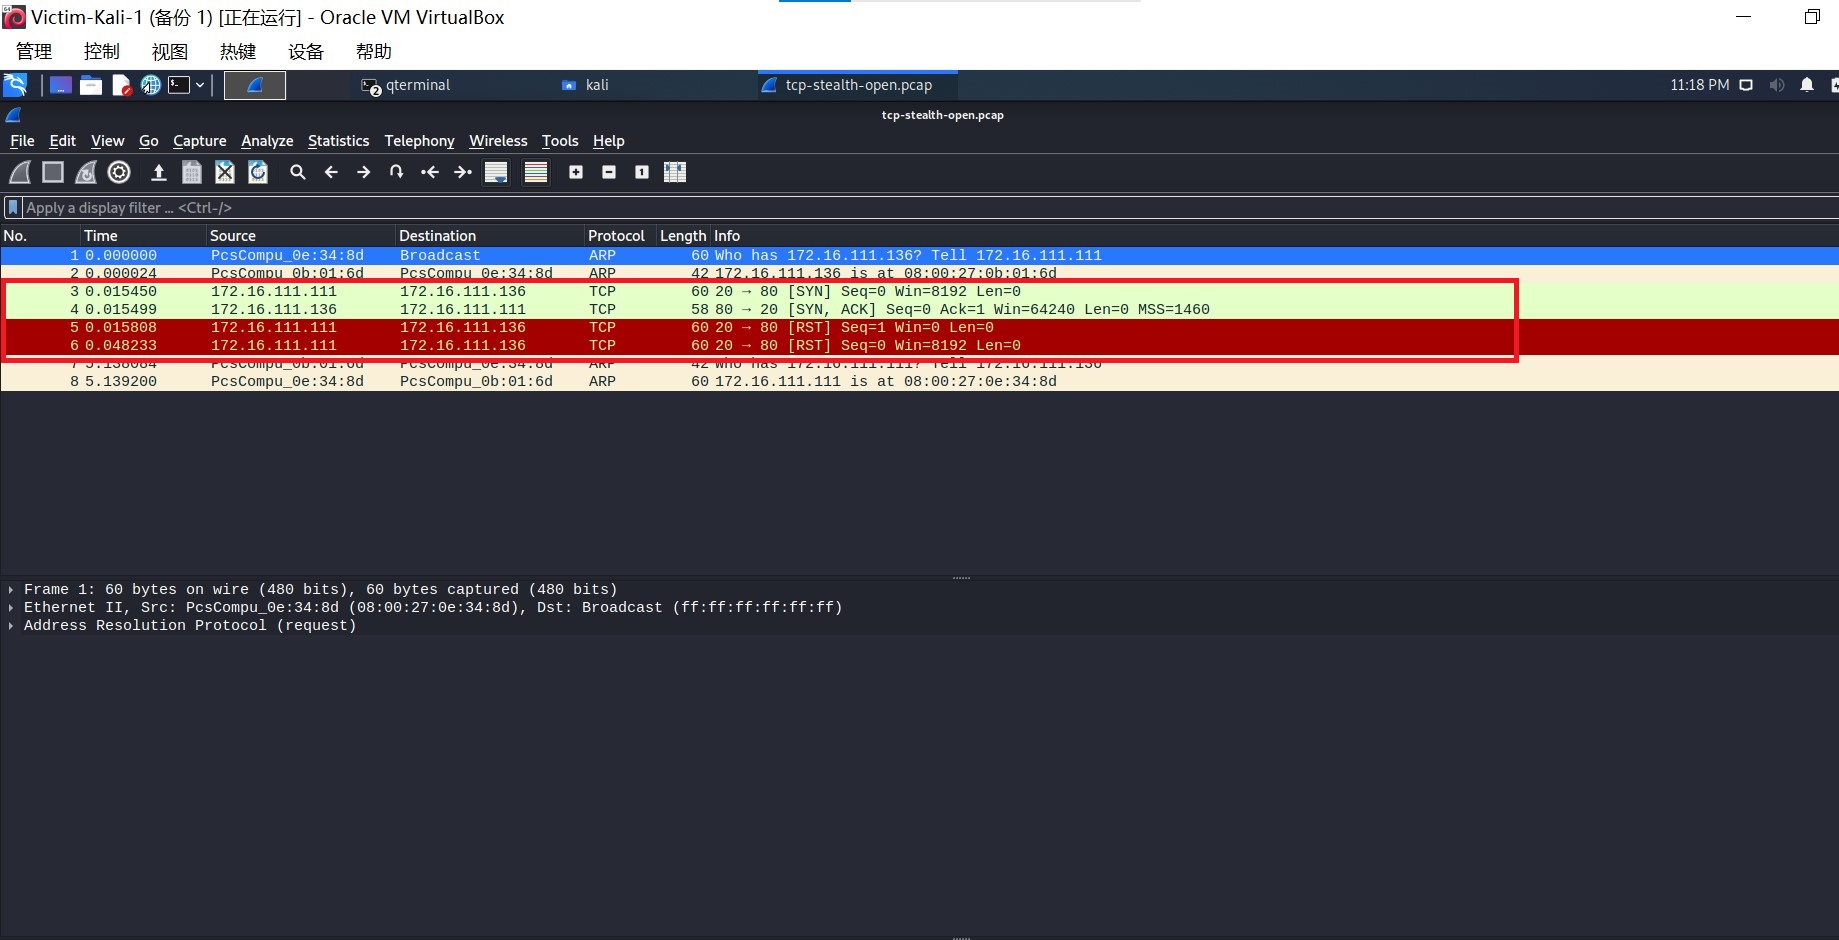 Victim-Kali-1 (备份 1) [正在运行] - Oracle VM VirtualBox
管理 控制 视图 热键 设备 帮助
2 qterminal kali tcp-stealth-open.pcap 11:18 PM
tcp-stealth-open.pcap
File Edit View Go Capture Analyze Statistics Telephony Wireless Tools Help
Apply a display filter … <Ctrl-/>
No. Time Source Destination Protocol Length Info
1 0.000000 PcsCompu_0e:34:8d Broadcast ARP 60 Who has 172.16.111.136? Tell 172.16.111.111
2 0.000024 PcsCompu_0b:01:6d PcsCompu_0e:34:8d ARP 42 172.16.111.136 is at 08:00:27:0b:01:6d
3 0.015450 172.16.111.111 172.16.111.136 TCP 60 20 → 80 [SYN] Seq=0 Win=8192 Len=0
4 0.015499 172.16.111.136 172.16.111.111 TCP 58 80 → 20 [SYN, ACK] Seq=0 Ack=1 Win=64240 Len=0 MSS=1460
5 0.015808 172.16.111.111 172.16.111.136 TCP 60 20 → 80 [RST] Seq=1 Win=0 Len=0
6 0.048233 172.16.111.111 172.16.111.136 TCP 60 20 → 80 [RST] Seq=0 Win=8192 Len=0
7 5.138084 PcsCompu_0b:01:6d PcsCompu_0e:34:8d ARP 42 Who has 172.16.111.111? Tell 172.16.111.136
8 5.139200 PcsCompu_0e:34:8d PcsCompu_0b:01:6d ARP 60 172.16.111.111 is at 08:00:27:0e:34:8d
Frame 1: 60 bytes on wire (480 bits), 60 bytes captured (480 bits)
Ethernet II, Src: PcsCompu_0e:34:8d (08:00:27:0e:34:8d), Dst: Broadcast (ff:ff:ff:ff:ff:ff)
Address Resolution Protocol (request)